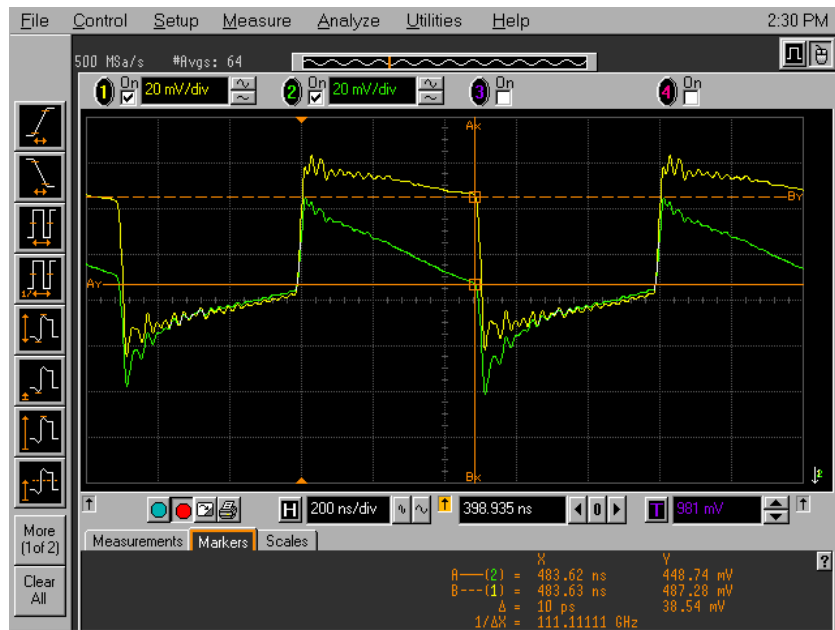 File Control Setup Measure Analyze Utilities Help 2:30 PM
500 MSa/s #Avgs: 64
1 On 20 mV/div 2 On 20 mV/div 3 On 4 On
Ax
By
Ay
Bx
2
H 200 ns/div 398.935 ns 0 T 981 mV
More
(1of 2)
Clear
All
Measurements Markers Scales
?
X Y
A——(2) = 483.62 ns 448.74 mV
B---(1) = 483.63 ns 487.28 mV
Δ = 10 ps 38.54 mV
1/ΔX = 111.11111 GHz
1/